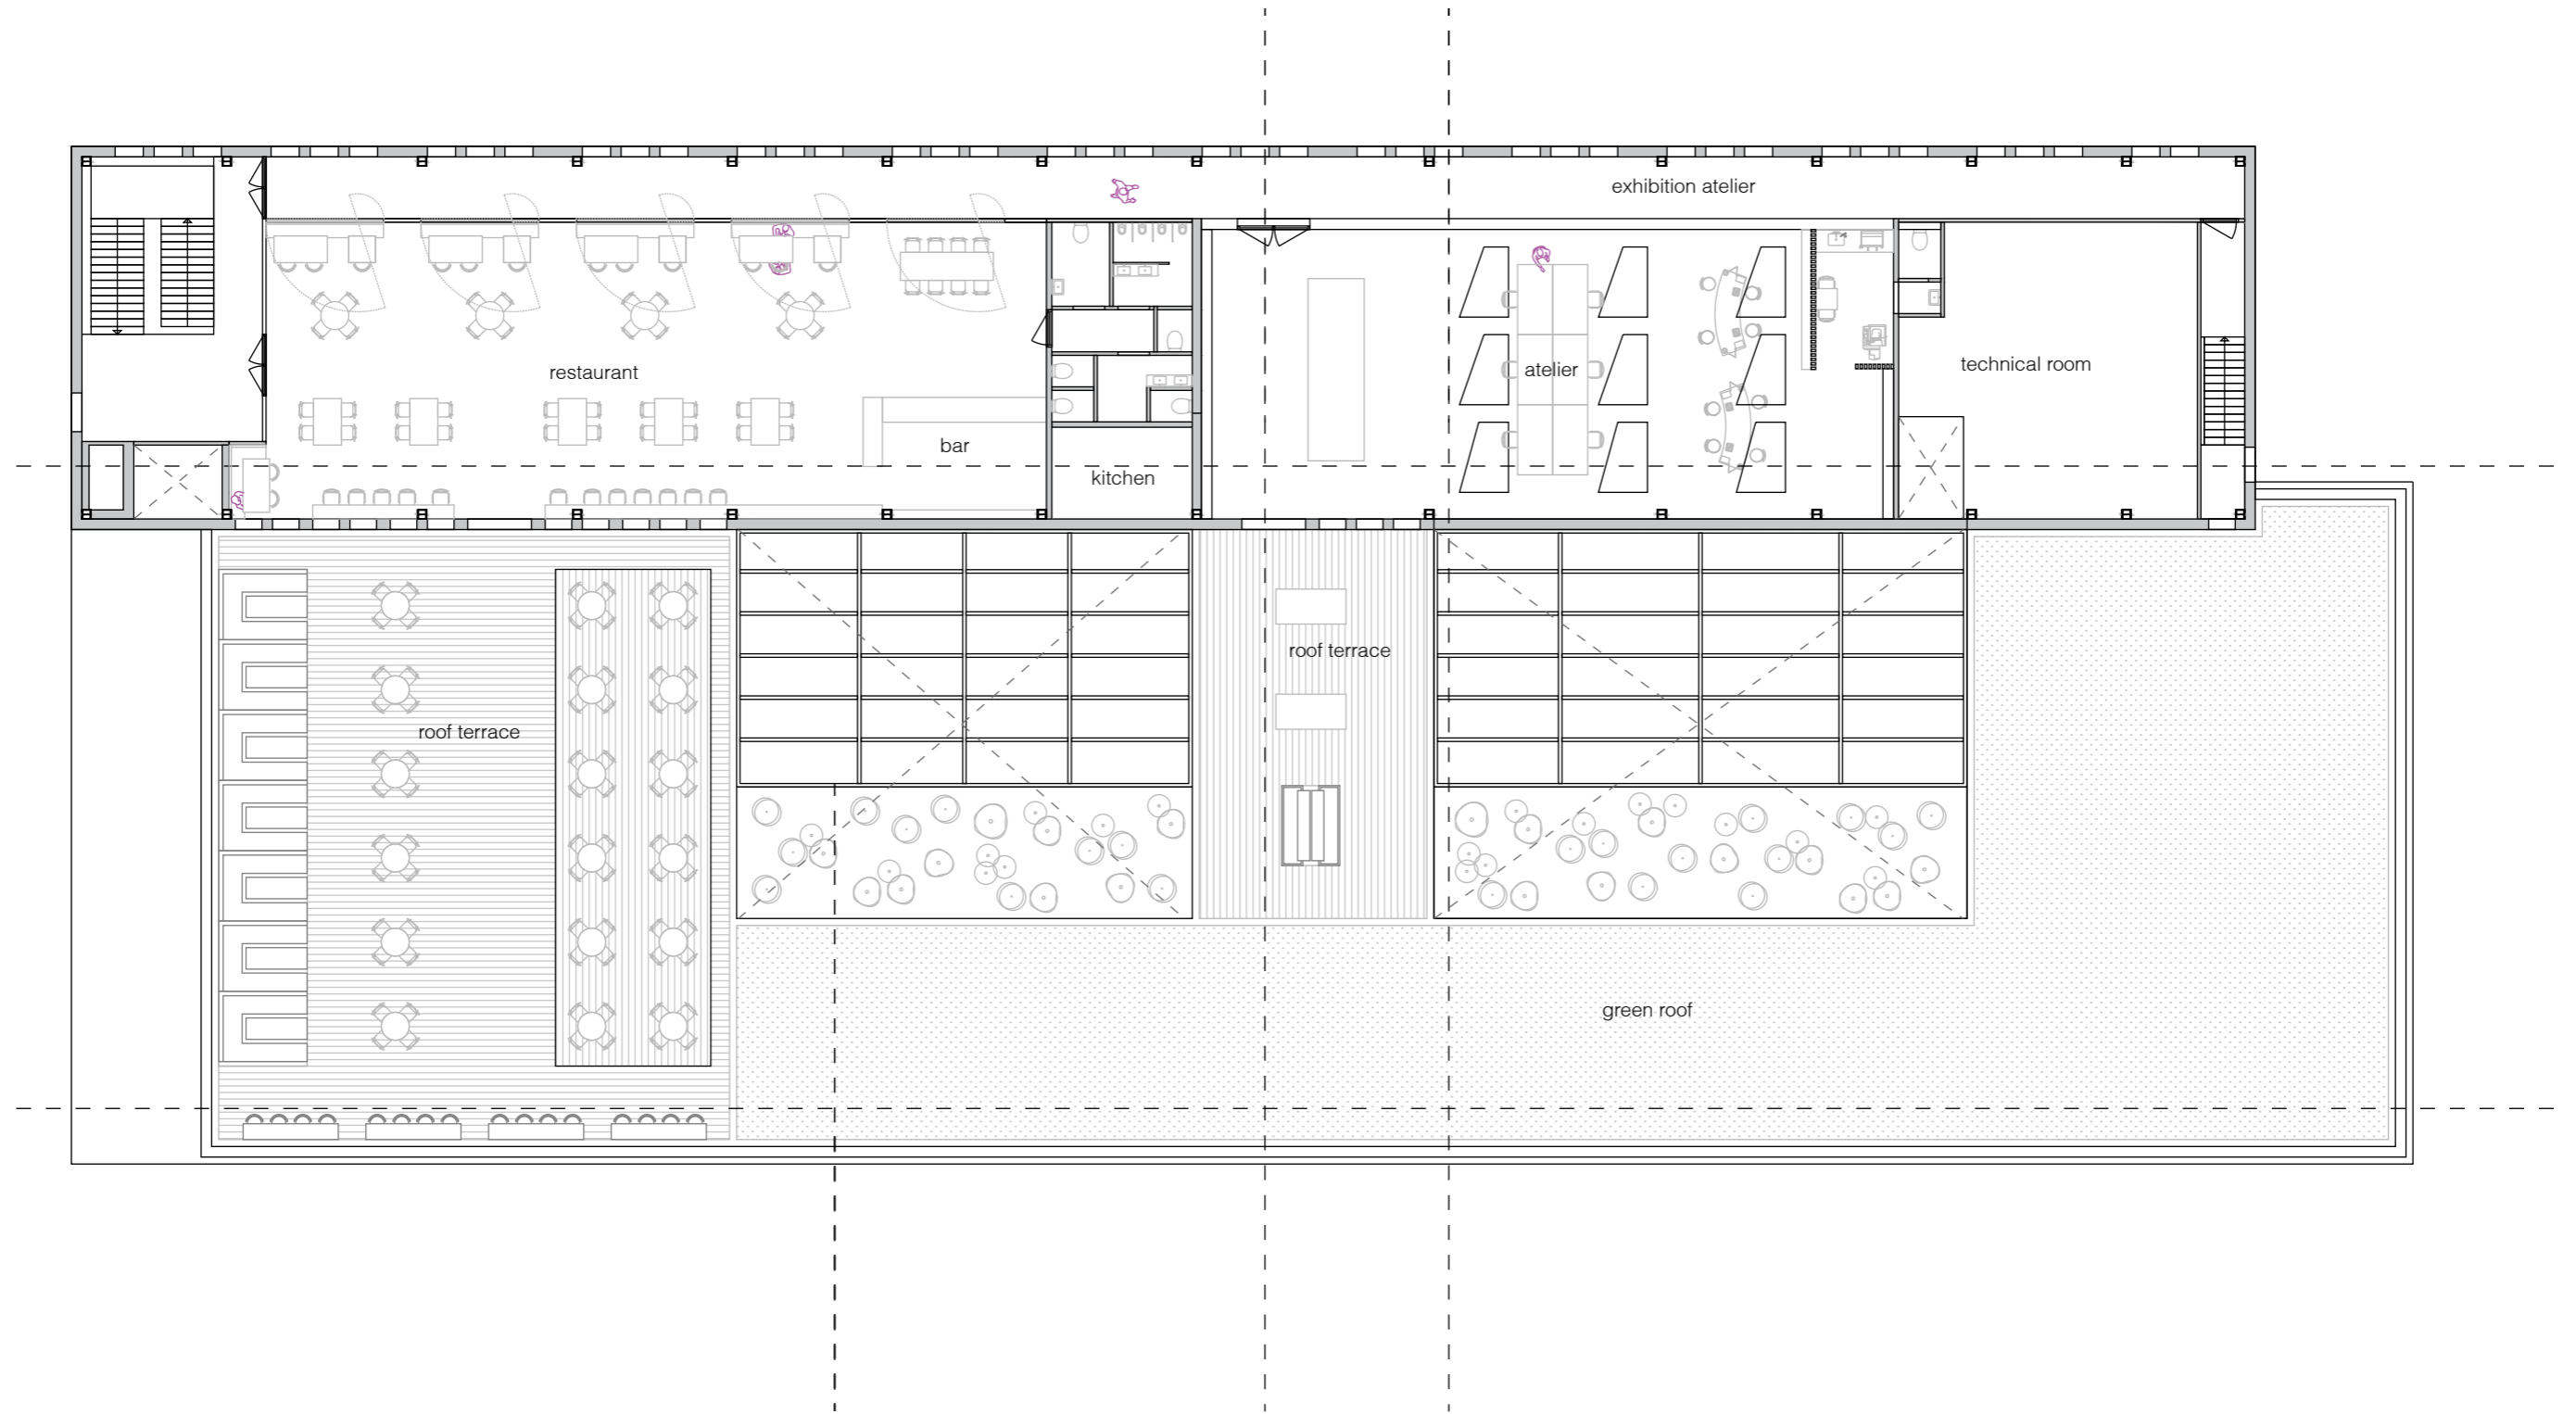 exhibition atelier
restaurant
atelier
technical room
bar
kitchen
roof terrace
roof terrace
green roof